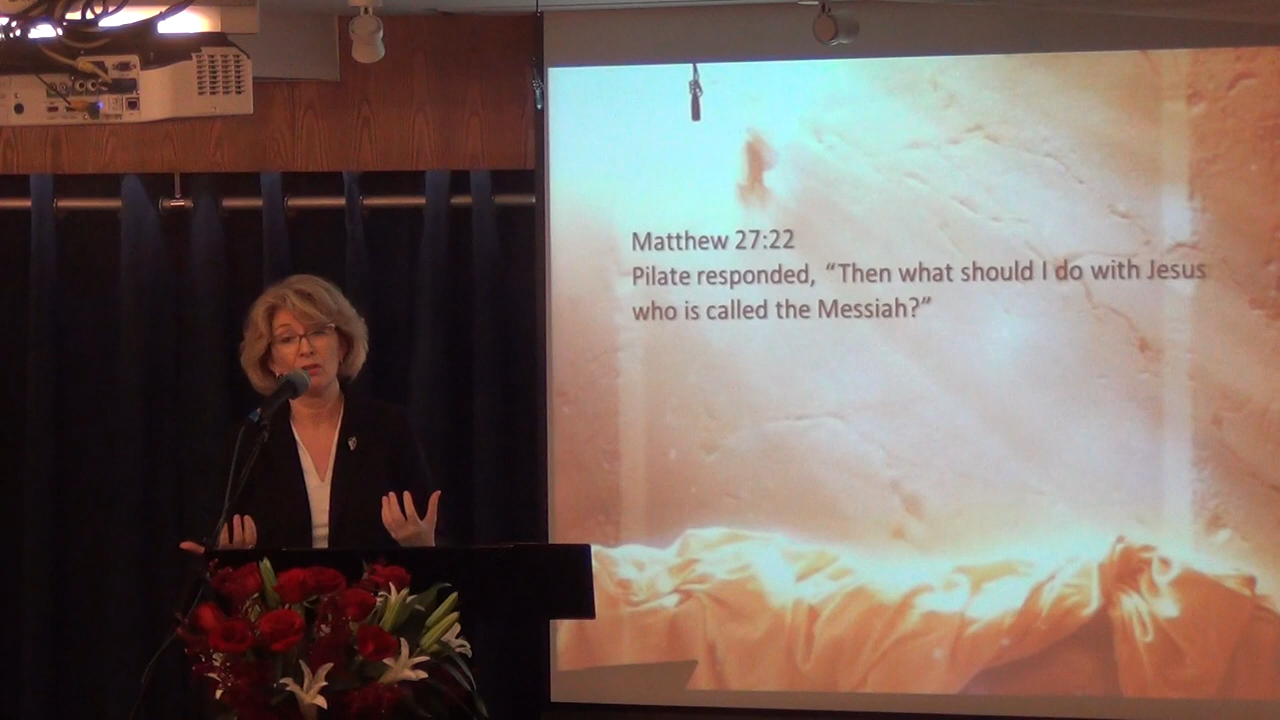 Matthew 27:22
Pilate responded, “Then what should I do with Jesus
who is called the Messiah?”